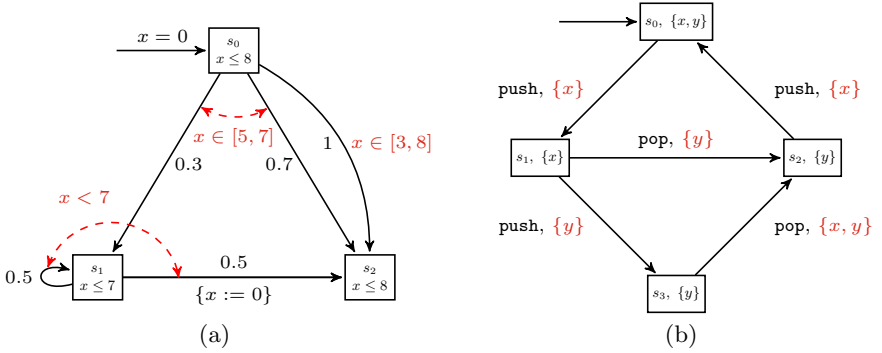 x = 0
s₀
x ≤ 8
x ∈ [5, 7]
1
x ∈ [3, 8]
0.3
0.7
x < 7
0.5
s₁
x ≤ 7
0.5
{x := 0}
s₂
x ≤ 8
(a)
s₀, {x, y}
push, {x}
push, {x}
s₁, {x}
pop, {y}
s₂, {y}
push, {y}
pop, {x, y}
s₃, {y}
(b)